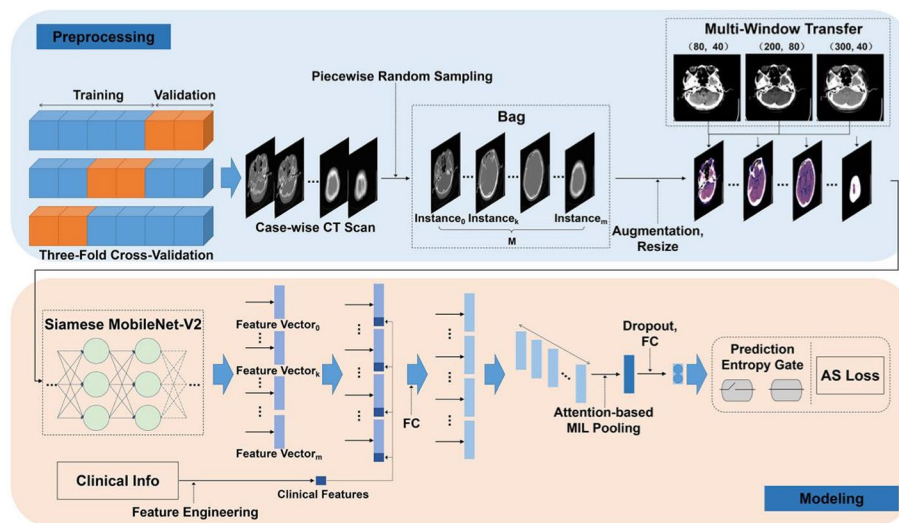 Preprocessing
Training
Validation
Three-Fold Cross-Validation
Case-wise CT Scan
Piecewise Random Sampling
Bag
Instance0 Instancek Instancem
M
Augmentation,
Resize
Multi-Window Transfer
(80, 40) (200, 80) (300, 40)
Siamese MobileNet-V2
Feature Vector0
Feature Vectork
Feature Vectorm
Clinical Info
Feature Engineering
Clinical Features
FC
Attention-based
MIL Pooling
Dropout,
FC
Prediction
Entropy Gate
AS Loss
Modeling